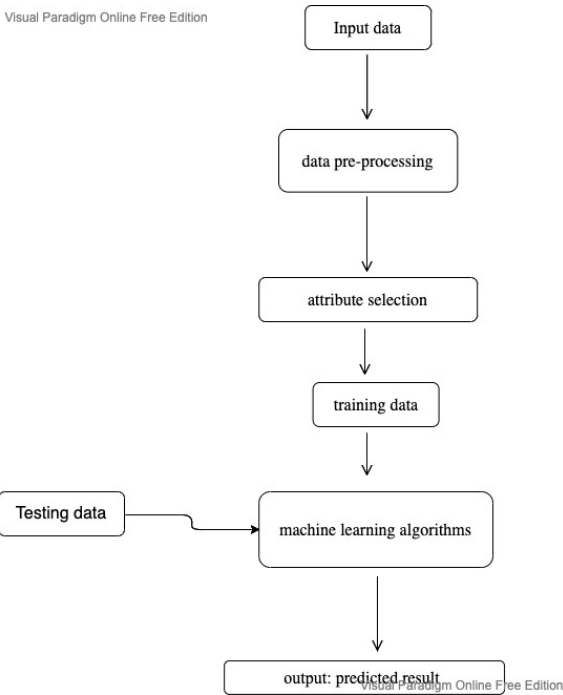 Visual Paradigm Online Free Edition
Input data
data pre-processing
attribute selection
training data
Testing data
machine learning algorithms
output: predicted result
Visual Paradigm Online Free Edition